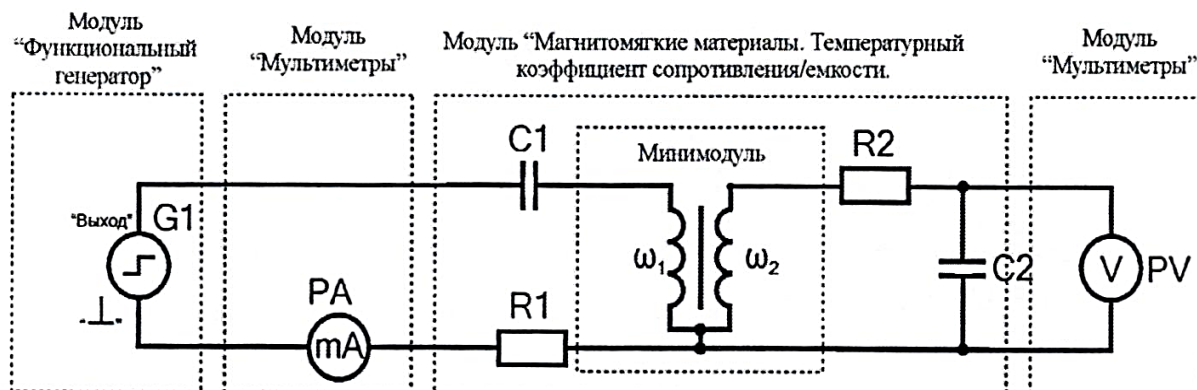 Модуль
“Функциональный
генератор”
Модуль
“Мультиметры”
Модуль “Магнитомягкие материалы. Температурный
коэффициент сопротивления/емкости.
Модуль
“Мультиметры”
C1
Минимодуль
R2
"Выход"
G1
ω₁
ω₂
C2
V
PV
"⊥"
PA
mA
R1